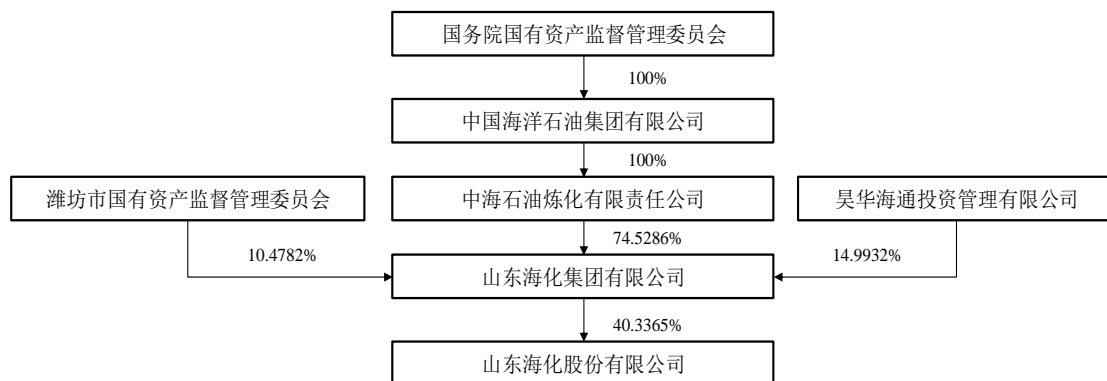 国务院国有资产监督管理委员会
100%
中国海洋石油集团有限公司
100%
潍坊市国有资产监督管理委员会
中海石油炼化有限责任公司
昊华海通投资管理有限公司
10.4782%
74.5286%
14.9932%
山东海化集团有限公司
40.3365%
山东海化股份有限公司